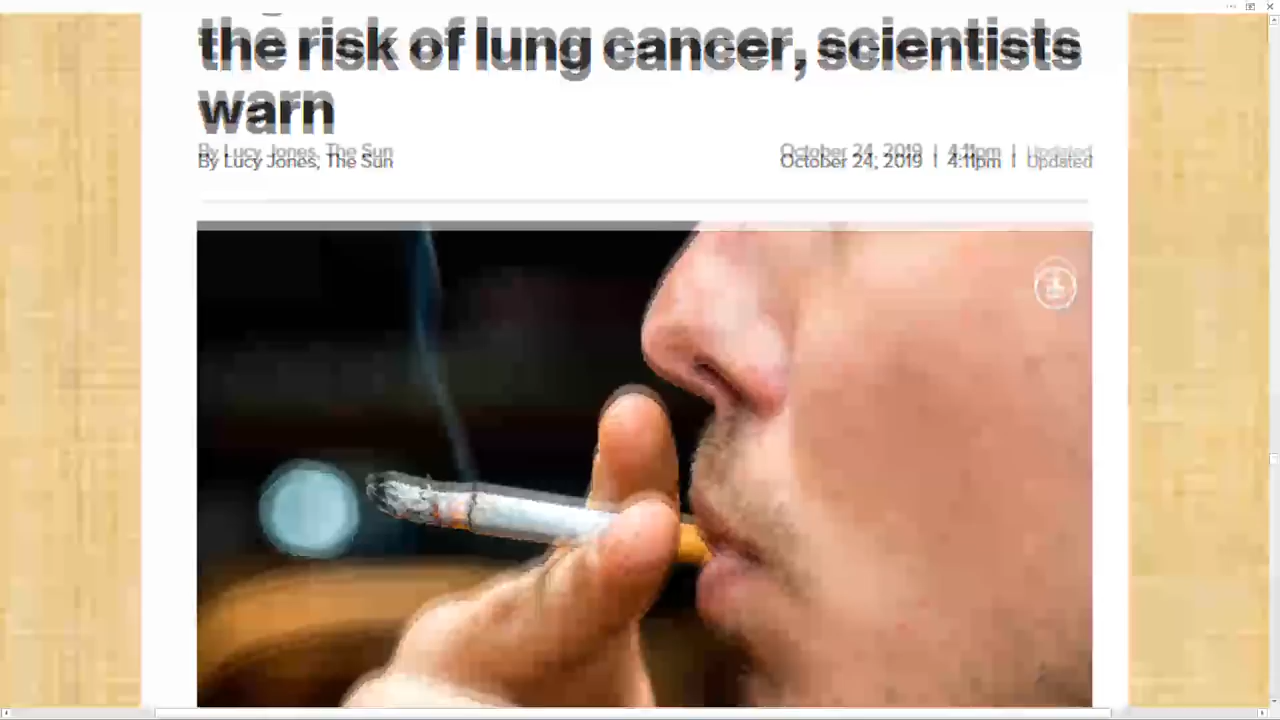 the risk of lung cancer, scientists
warn
By Lucy Jones, The Sun
October 24, 2019 | 4:11pm | Updated